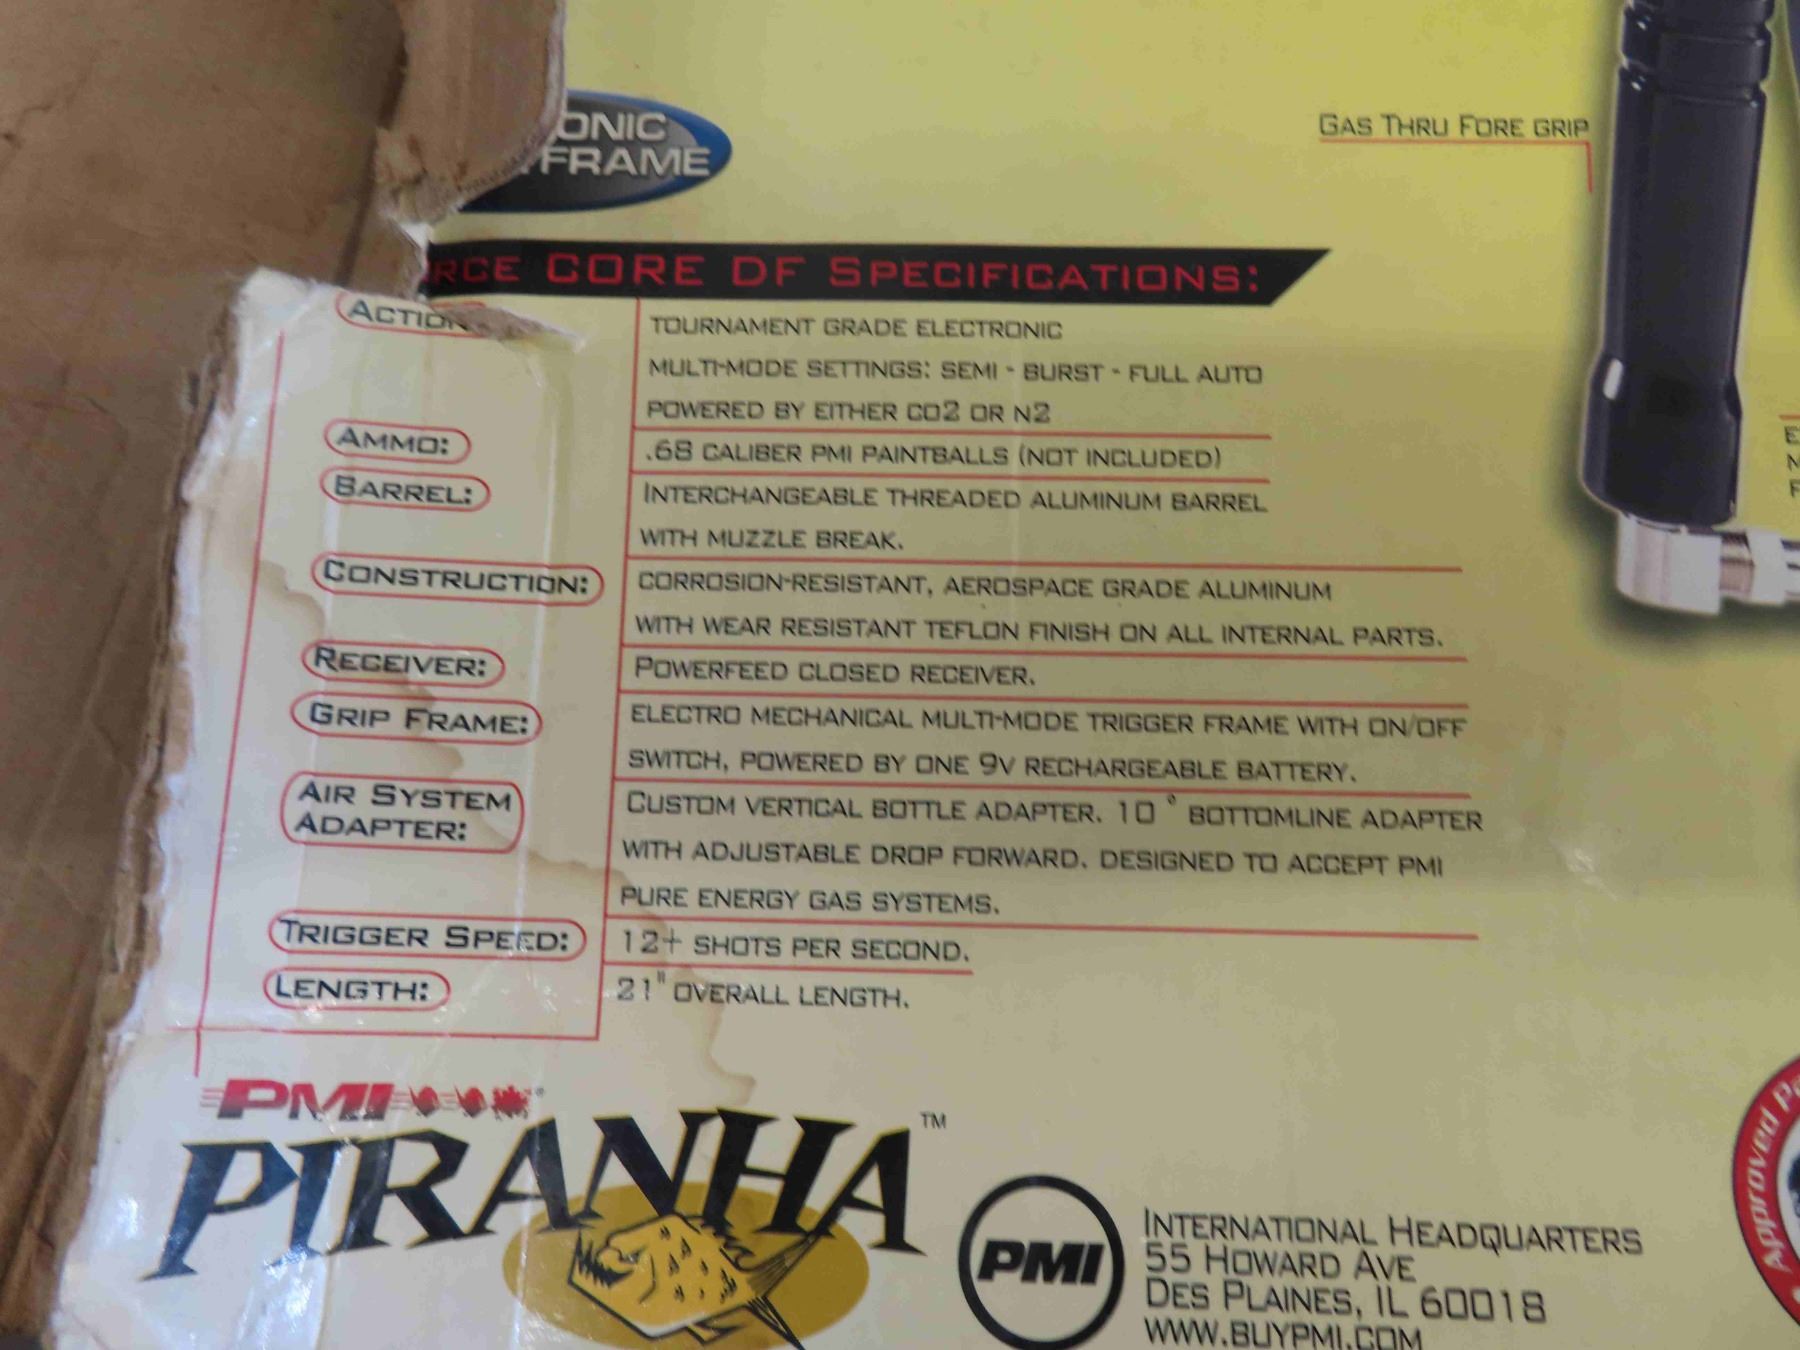 ONIC
FRAME
GAS THRU FORE GRIP
RCE CORE DF SPECIFICATIONS:
ACTION
TOURNAMENT GRADE ELECTRONIC
MULTI-MODE SETTINGS: SEMI - BURST - FULL AUTO
POWERED BY EITHER CO2 OR N2
AMMO:
.68 CALIBER PMI PAINTBALLS (NOT INCLUDED)
BARREL:
INTERCHANGEABLE THREADED ALUMINUM BARREL
WITH MUZZLE BREAK.
CONSTRUCTION:
CORROSION-RESISTANT, AEROSPACE GRADE ALUMINUM
WITH WEAR RESISTANT TEFLON FINISH ON ALL INTERNAL PARTS.
RECEIVER:
POWERFEED CLOSED RECEIVER.
GRIP FRAME:
ELECTRO MECHANICAL MULTI-MODE TRIGGER FRAME WITH ON/OFF
SWITCH, POWERED BY ONE 9V RECHARGEABLE BATTERY.
AIR SYSTEM
ADAPTER:
CUSTOM VERTICAL BOTTLE ADAPTER. 10° BOTTOMLINE ADAPTER
WITH ADJUSTABLE DROP FORWARD. DESIGNED TO ACCEPT PMI
PURE ENERGY GAS SYSTEMS.
TRIGGER SPEED:
12+ SHOTS PER SECOND.
LENGTH:
21" OVERALL LENGTH.
PMI
PIRANHA™
PMI
INTERNATIONAL HEADQUARTERS
55 HOWARD AVE
DES PLAINES, IL 60018
WWW.BUYPMI.COM
Approved